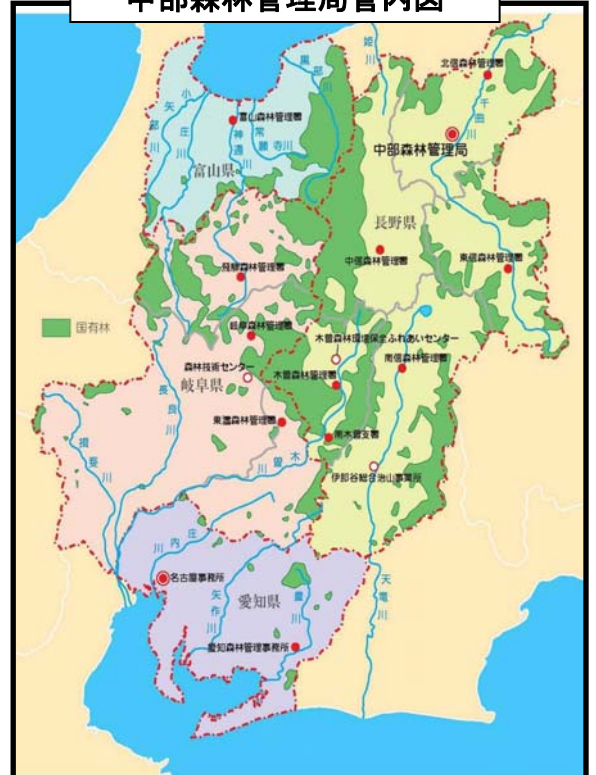 中部森林管理局管内図
姫川
北信森林管理署
黒部川
千曲川
小矢部川
庄川
富山森林管理署
神通川
常願寺川
中部森林管理局
富山県
長野県
中信森林管理署
東信森林管理署
飛騨森林管理署
国有林
岐阜森林管理署
木曽森林環境保全ふれあいセンター
南信森林管理署
森林技術センター
岐阜県
木曽森林管理署
長良川
東濃森林管理署
南木曽支署
揖斐川
木曽川
伊那谷総合治山事業所
庄内川
名古屋事務所
愛知県
矢作川
豊川
天竜川
愛知森林管理事務所